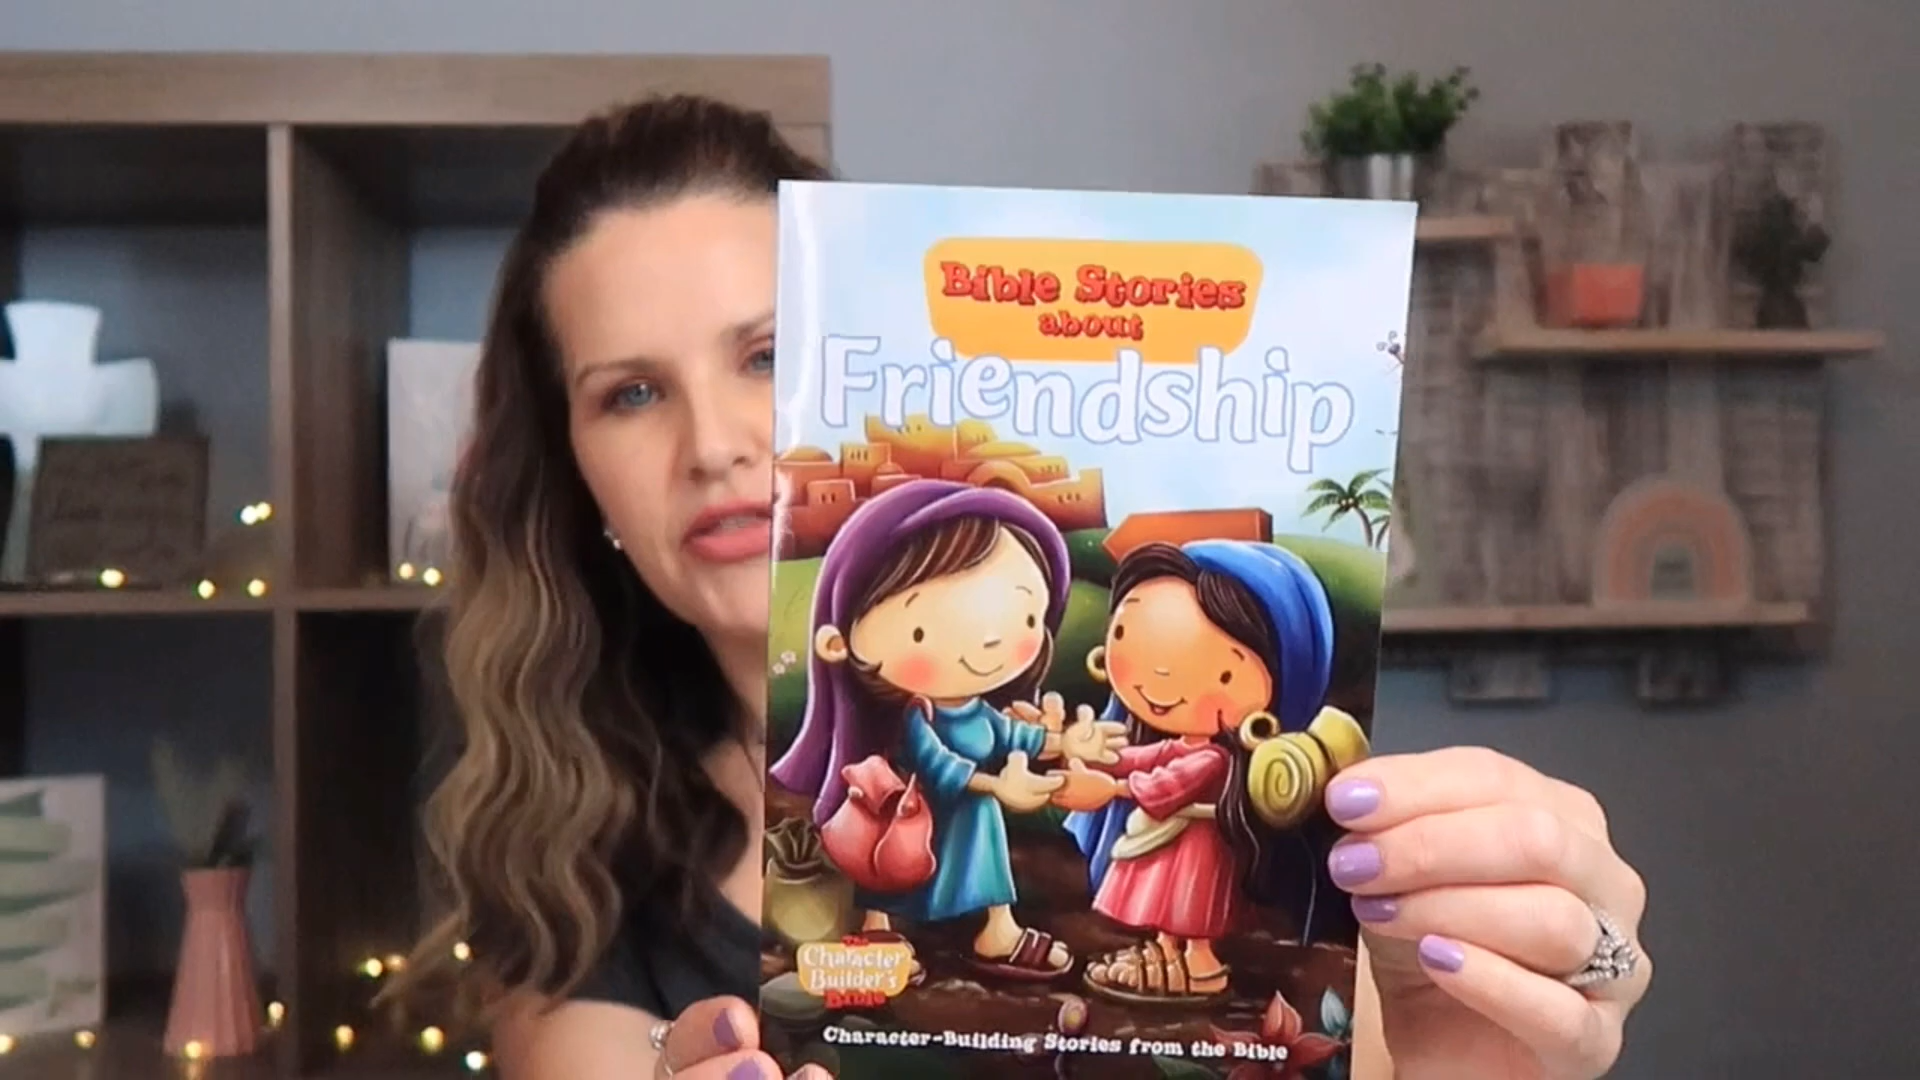 Bible Stories
about
Friendship
The
Character
Builder's
Bible
Character-Building Stories from the Bible